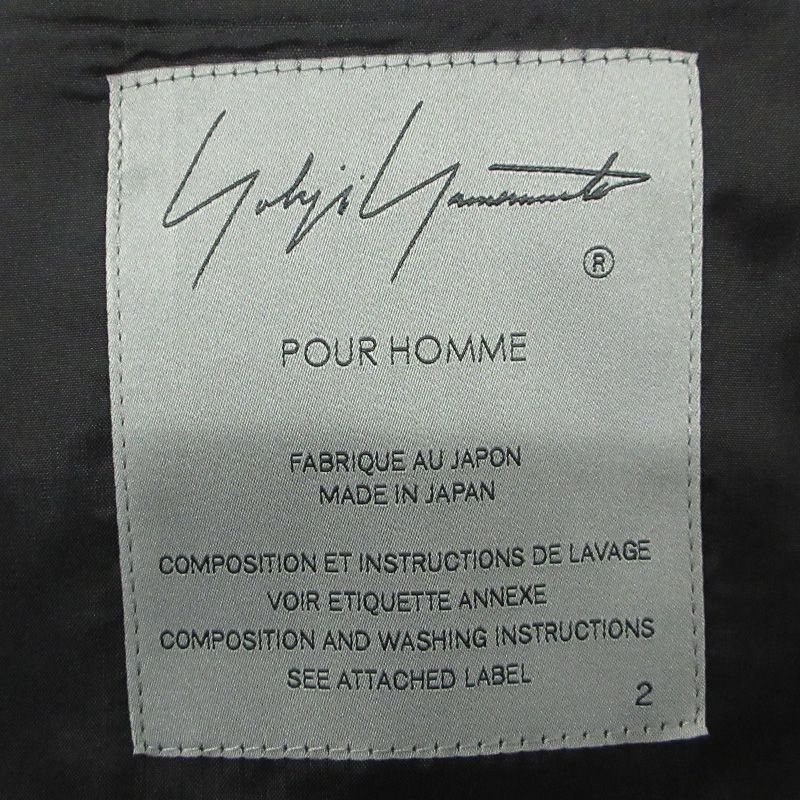 Yohji Yamamoto
®
POUR HOMME
FABRIQUE AU JAPON
MADE IN JAPAN
COMPOSITION ET INSTRUCTIONS DE LAVAGE
VOIR ETIQUETTE ANNEXE
COMPOSITION AND WASHING INSTRUCTIONS
SEE ATTACHED LABEL
2